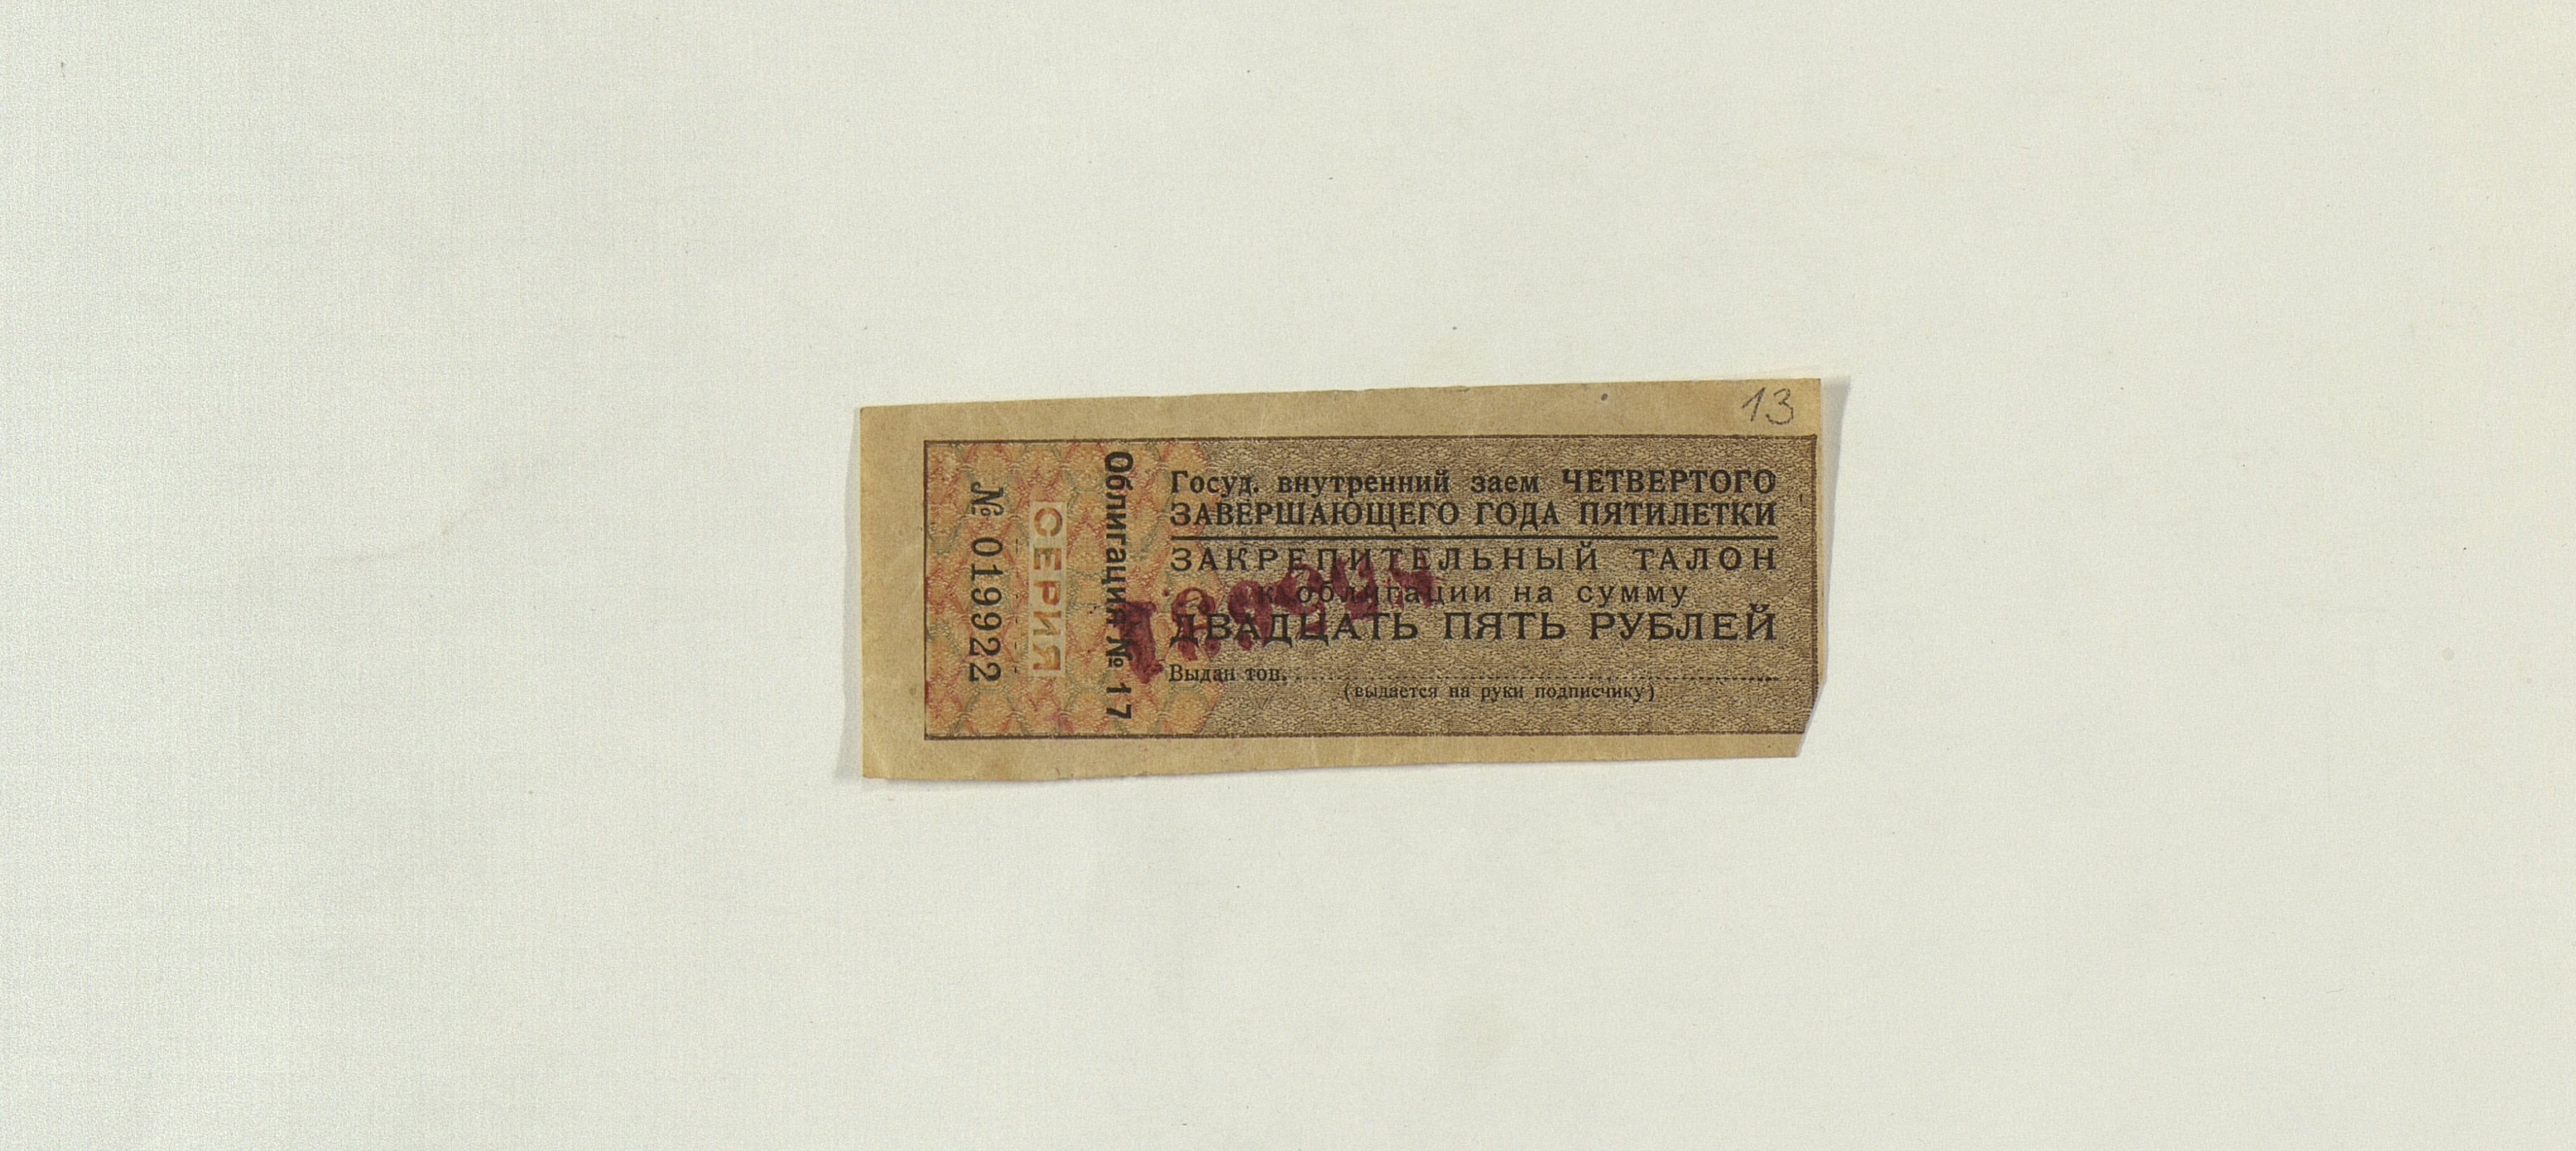 13
№ 0199922
СЕРИЯ
Облигация № 17
Госуд. внутренний заем ЧЕТВЕРТОГО
ЗАВЕРШАЮЩЕГО ГОДА ПЯТИЛЕТКИ
ЗАКРЕПИТЕЛЬНЫЙ ТАЛОН
к облигации на сумму
ДВАДЦАТЬ ПЯТЬ РУБЛЕЙ
Выдан тов.
(выдается на руки подписчику)